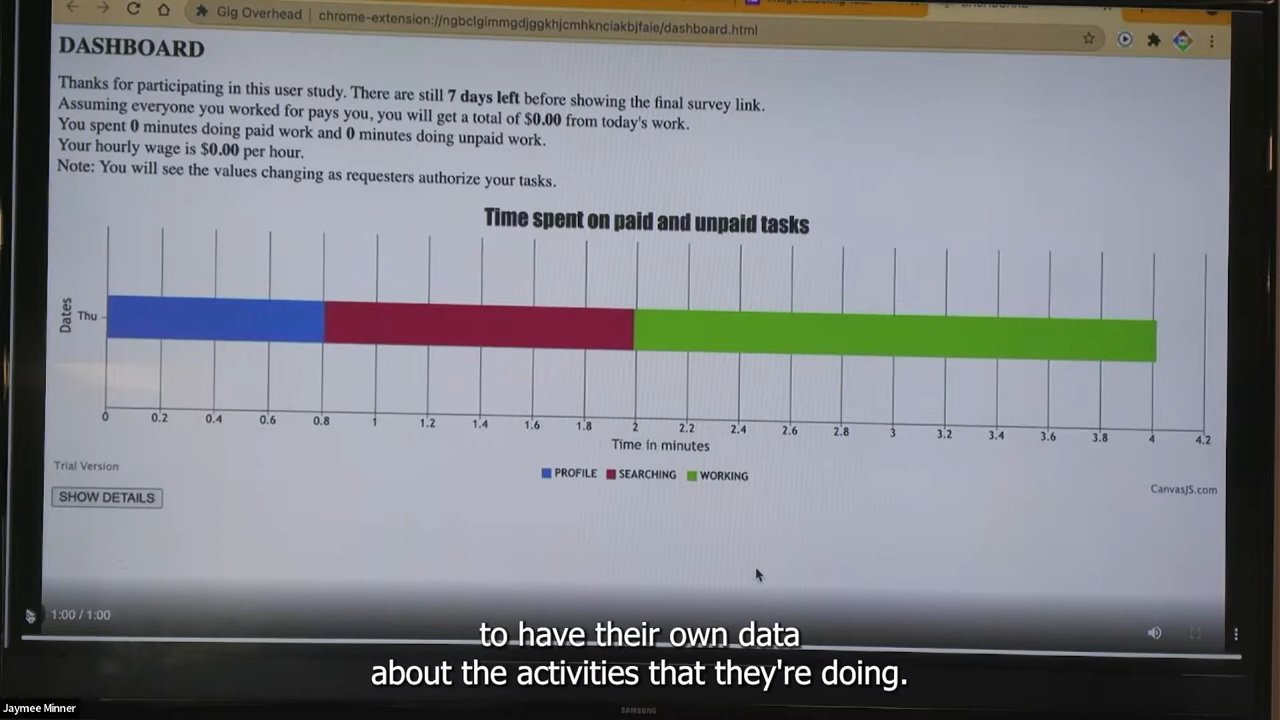 Gig Overhead | chrome-extension://ngbclgimmgdjggkhjcmhknciakbjfaie/dashboard.html
DASHBOARD
Thanks for participating in this user study. There are still 7 days left before showing the final survey link.
Assuming everyone you worked for pays you, you will get a total of $0.00 from today's work.
You spent 0 minutes doing paid work and 0 minutes doing unpaid work.
Your hourly wage is $0.00 per hour.
Note: You will see the values changing as requesters authorize your tasks.
Time spent on paid and unpaid tasks
Dates
Thu
0 0.2 0.4 0.6 0.8 1 1.2 1.4 1.6 1.8 2 2.2 2.4 2.6 2.8 3 3.2 3.4 3.6 3.8 4 4.2
Time in minutes
PROFILE SEARCHING WORKING
Trial Version
CanvasJS.com
SHOW DETAILS
1:00 / 1:00
to have their own data
about the activities that they're doing.
Jaymee Minner
SAMSUNG